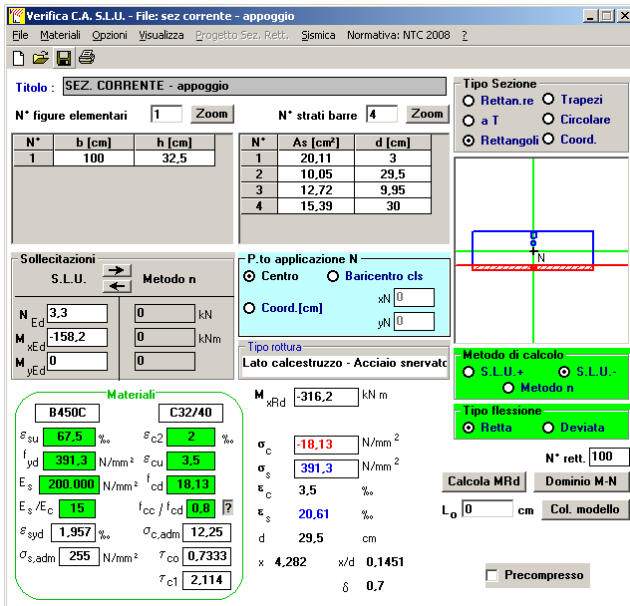 Verifica C.A. S.L.U. - File: sez corrente - appoggio
File Materiali Opzioni Visualizza Progetto Sez. Rett. Sismica Normativa: NTC 2008 ?
Titolo : SEZ. CORRENTE - appoggio
N° figure elementari 1 Zoom
N° strati barre 4 Zoom
N° b [cm] h [cm]
1 100 32,5
N° As [cm²] d [cm]
1 20,11 3
2 10,05 29,5
3 12,72 9,95
4 15,39 30
Tipo Sezione
Rettan.re Trapezi
a T Circolare
Rettangoli Coord.
N
Sollecitazioni
S.L.U. Metodo n
N Ed 3,3 0 kN
M xEd -158,2 0 kNm
M yEd 0 0
P.to applicazione N
Centro Baricentro cls
Coord.[cm] xN 0
yN 0
Tipo rottura
Lato calcestruzzo - Acciaio snervato
Metodo di calcolo
S.L.U.+ S.L.U.-
Metodo n
Tipo flessione
Retta Deviata
Materiali
B450C C32/40
εsu 67,5 ‰ εc2 2 ‰
fyd 391,3 N/mm² εcu 3,5
Es 200.000 N/mm² fcd 18,13
Es/Ec 15 fcc / fcd 0,8 ?
εsyd 1,957 ‰ σc,adm 12,25
σs,adm 255 N/mm² τco 0,7333
τc1 2,114
M xRd -316,2 kN m
σc -18,13 N/mm²
σs 391,3 N/mm²
εc 3,5 ‰
εs 20,61 ‰
d 29,5 cm
x 4,282 x/d 0,1451
δ 0,7
N° rett. 100
Calcola MRd Dominio M-N
Lo 0 cm Col. modello
Precompresso